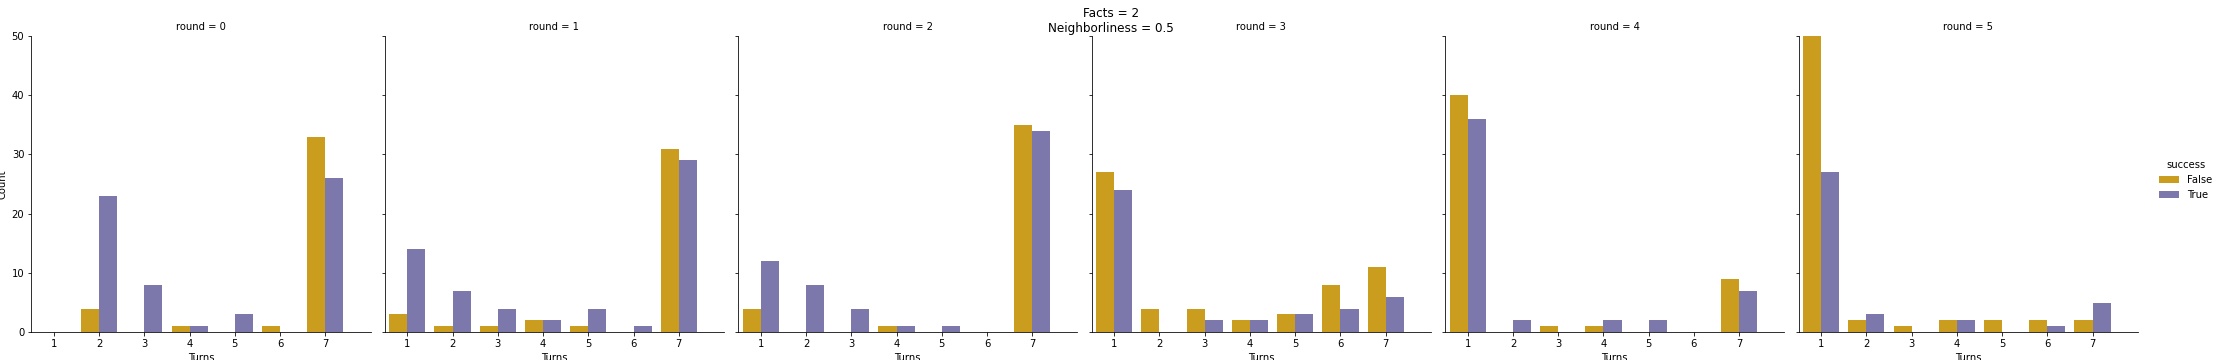 Facts = 2
Neighborliness = 0.5
round = 0
round = 1
round = 2
round = 3
round = 4
round = 5
50
40
30
20
10
0
Count
1 2 3 4 5 6 7
Turns
1 2 3 4 5 6 7
Turns
1 2 3 4 5 6 7
Turns
1 2 3 4 5 6 7
Turns
1 2 3 4 5 6 7
Turns
1 2 3 4 5 6 7
Turns
success
False
True